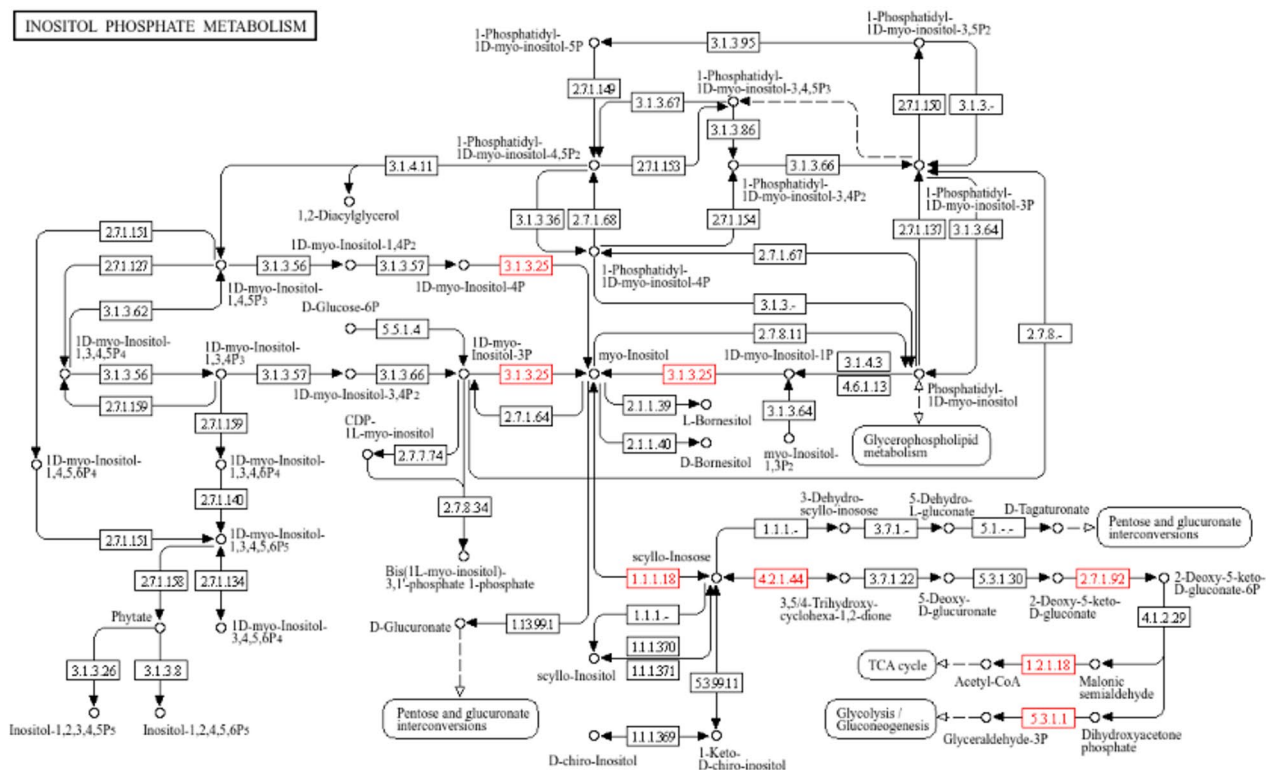 INOSITOL PHOSPHATE METABOLISM
1-Phosphatidyl-
1D-myo-inositol-5P
3.1.3.95
1-Phosphatidyl-
1D-myo-inositol-3,5P2
2.7.1.149
3.1.3.67
1-Phosphatidyl-
1D-myo-inositol-3,4,5P3
2.7.1.150
3.1.3.-
3.1.3.86
1-Phosphatidyl-
1D-myo-inositol-4,5P2
3.1.4.11
2.7.1.153
3.1.3.66
1,2-Diacylglycerol
1-Phosphatidyl-
1D-myo-inositol-3,4P2
1-Phosphatidyl-
1D-myo-inositol-3P
3.1.3.36
2.7.1.68
2.7.1.154
2.7.1.137
3.1.3.64
2.7.1.151
1D-myo-Inositol-1,4P2
2.7.1.67
2.7.1.127
3.1.3.56
3.1.3.57
3.1.3.25
1D-myo-Inositol-
1,4,5P3
1D-myo-Inositol-4P
1-Phosphatidyl-
1D-myo-inositol-4P
3.1.3.62
D-Glucose-6P
3.1.3.-
5.5.1.4
2.7.8.11
2.7.8.-
1D-myo-Inositol-
1,3,4,5P4
1D-myo-Inositol-
1,3,4P3
1D-myo-
Inositol-3P
myo-Inositol
1D-myo-Inositol-1P
3.1.4.3
3.1.3.56
3.1.3.57
3.1.3.66
3.1.3.25
3.1.3.25
4.6.1.13
1D-myo-Inositol-3,4P2
Phosphatidyl-
1D-myo-inositol
2.7.1.159
2.7.1.159
2.7.1.64
2.1.1.39
L-Bornesitol
3.1.3.64
CDP-
1L-myo-inositol
2.7.7.74
2.1.1.40
D-Bornesitol
myo-Inositol-
1,3P2
Glycerophospholipid
metabolism
1D-myo-Inositol-
1,4,5,6P4
1D-myo-Inositol-
1,3,4,6P4
2.7.1.140
2.7.8.34
3-Dehydro-
scyllo-inosose
5-Dehydro-
L-gluconate
D-Tagaturonate
1.1.1.-
3.7.1.-
5.1.-.-
Pentose and glucuronate
interconversions
2.7.1.151
1D-myo-Inositol-
1,3,4,5,6P5
Bis(1L-myo-inositol)-
3,1'-phosphate 1-phosphate
scyllo-Inosose
1.1.1.18
4.2.1.44
3.7.1.22
5.3.1.30
2.7.1.92
2-Deoxy-5-keto-
D-gluconate-6P
2.7.1.158
2.7.1.134
3,5/4-Trihydroxy-
cyclohexa-1,2-dione
5-Deoxy-
D-glucuronate
2-Deoxy-5-keto-
D-gluconate
Phytate
1D-myo-Inositol-
3,4,5,6P4
D-Glucuronate
1.13.99.1
1.1.1.-
4.1.2.29
1.1.1.370
1.1.1.371
scyllo-Inositol
3.1.3.26
3.1.3.8
5.3.99.11
TCA cycle
Acetyl-CoA
1.2.1.18
Malonic
semialdehyde
Inositol-1,2,3,4,5P5
Inositol-1,2,4,5,6P5
Pentose and glucuronate
interconversions
Glycolysis /
Gluconeogenesis
Glyceraldehyde-3P
5.3.1.1
Dihydroxyacetone
phosphate
D-chiro-Inositol
1.1.1.369
1-Keto-
D-chiro-inositol